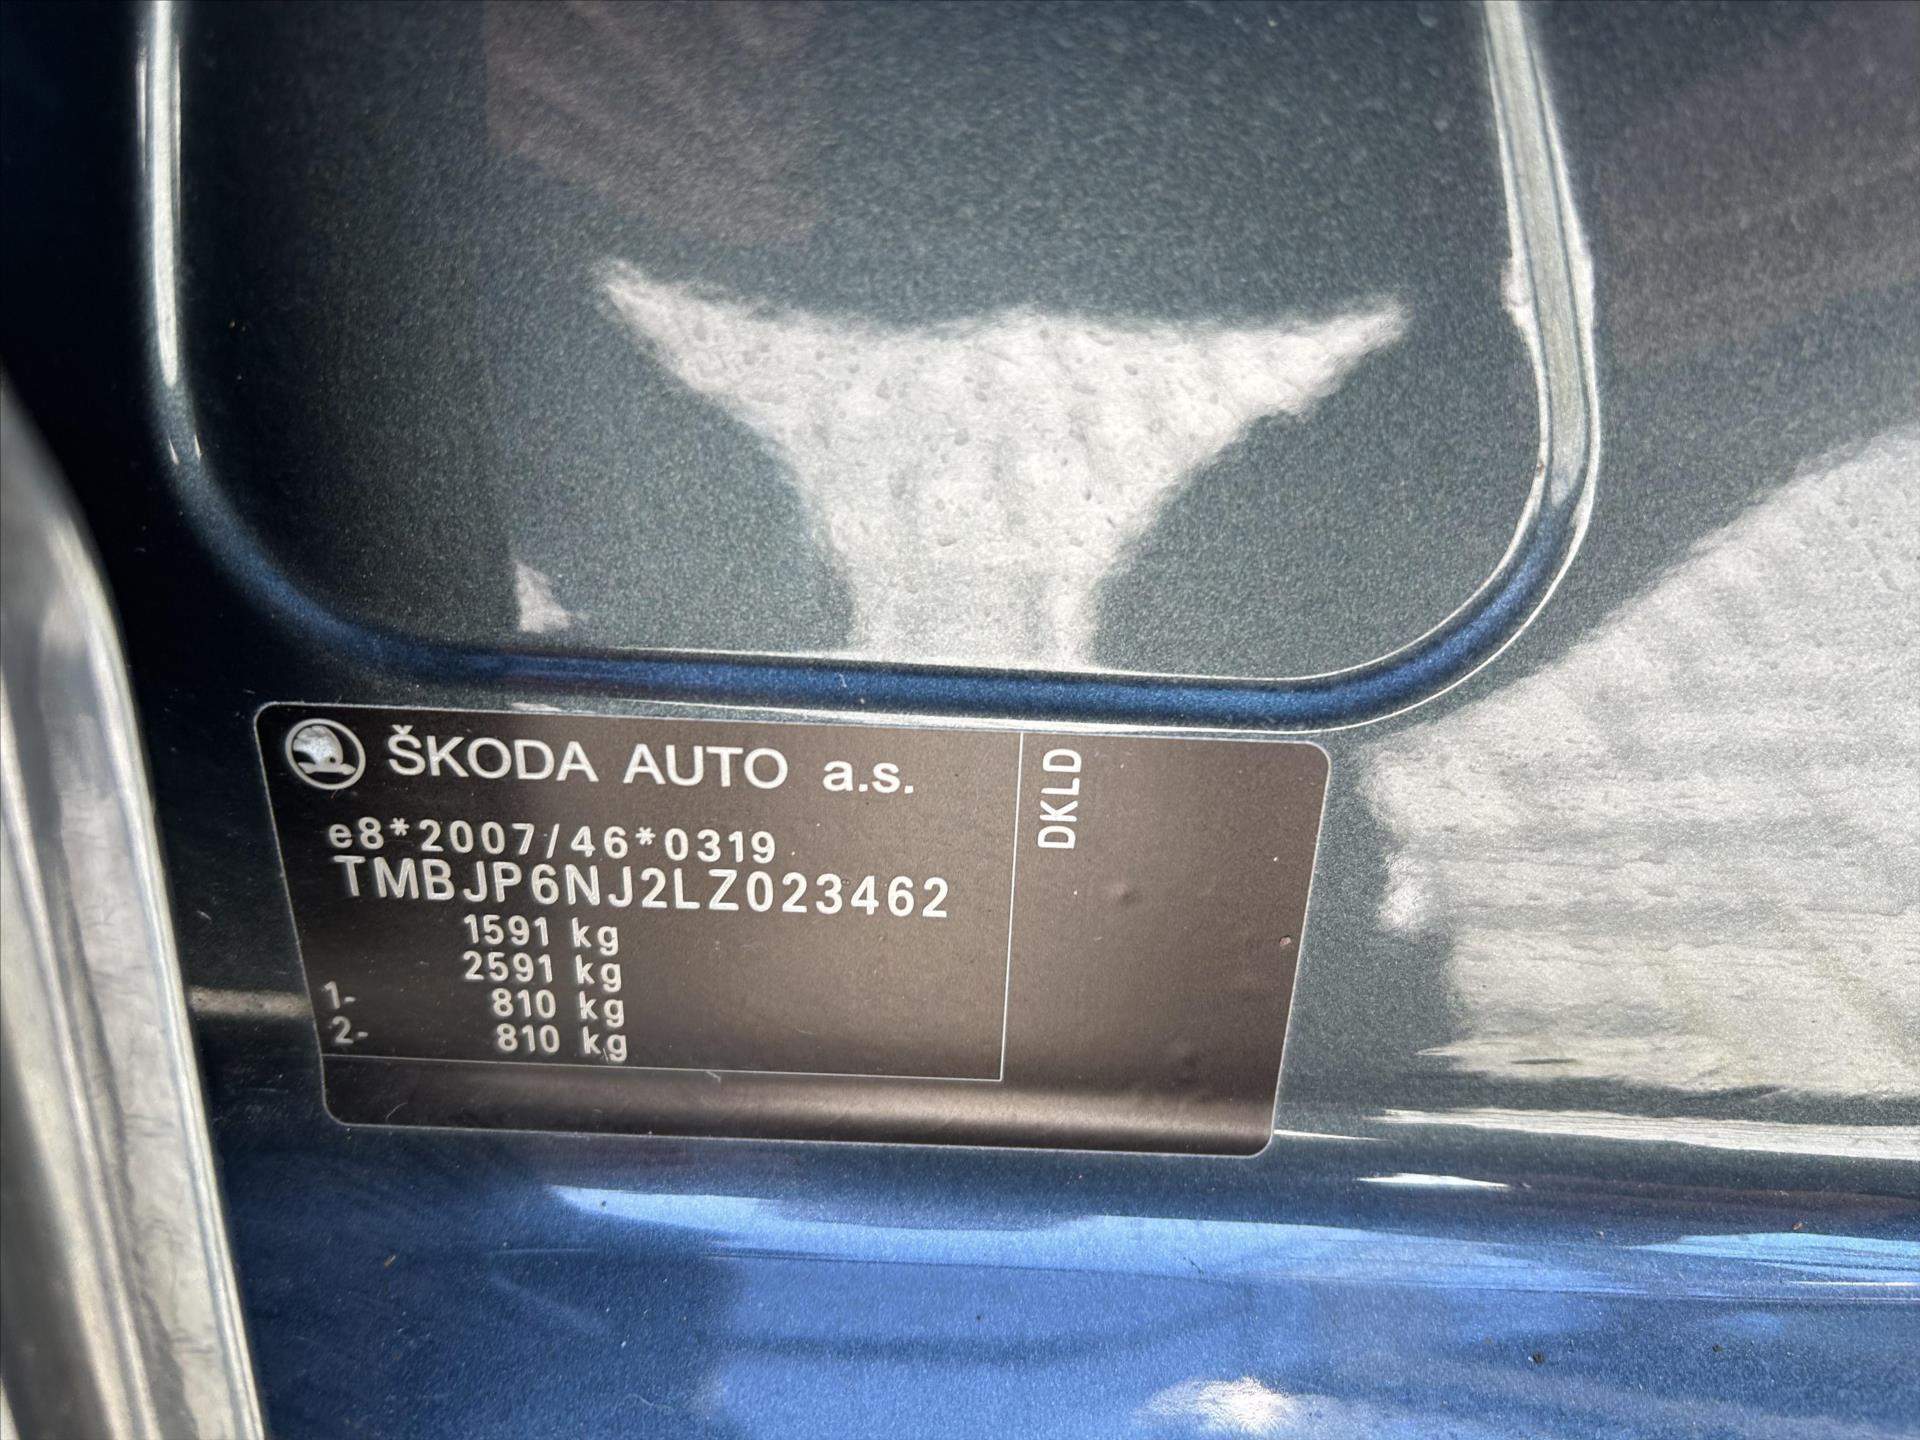 ŠKODA AUTO a.s.
e8*2007/46*0319
TMBJP6NJ2LZ023462
1591 kg
2591 kg
1- 810 kg
2- 810 kg
DKLD